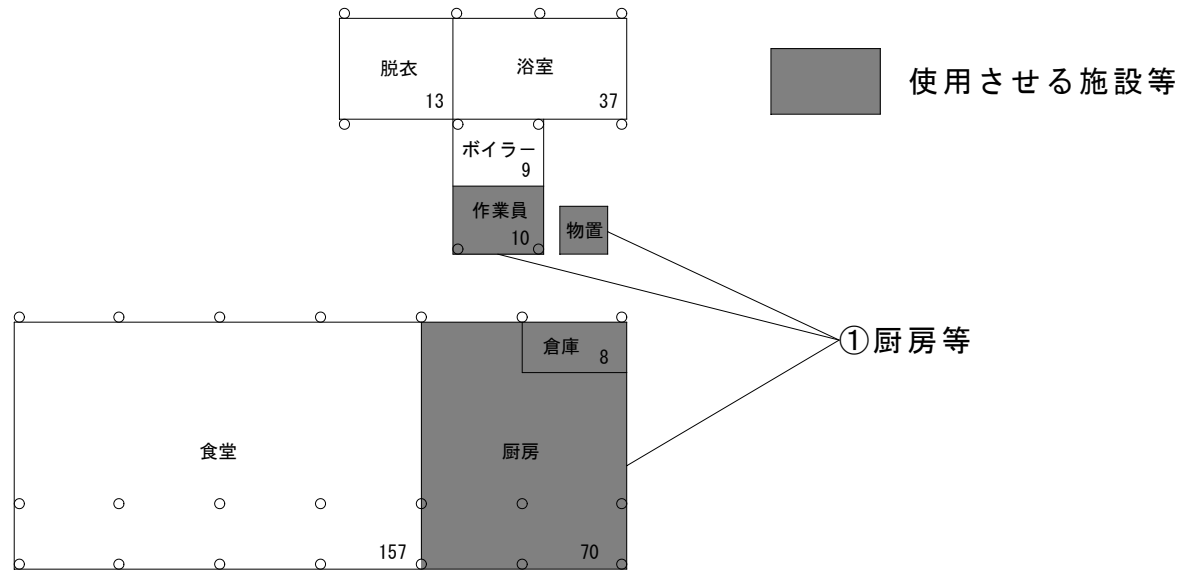 脱衣
13
浴室
37
使用させる施設等
ボイラー
9
作業員
10
物置
①厨房等
倉庫
8
食堂
157
厨房
70